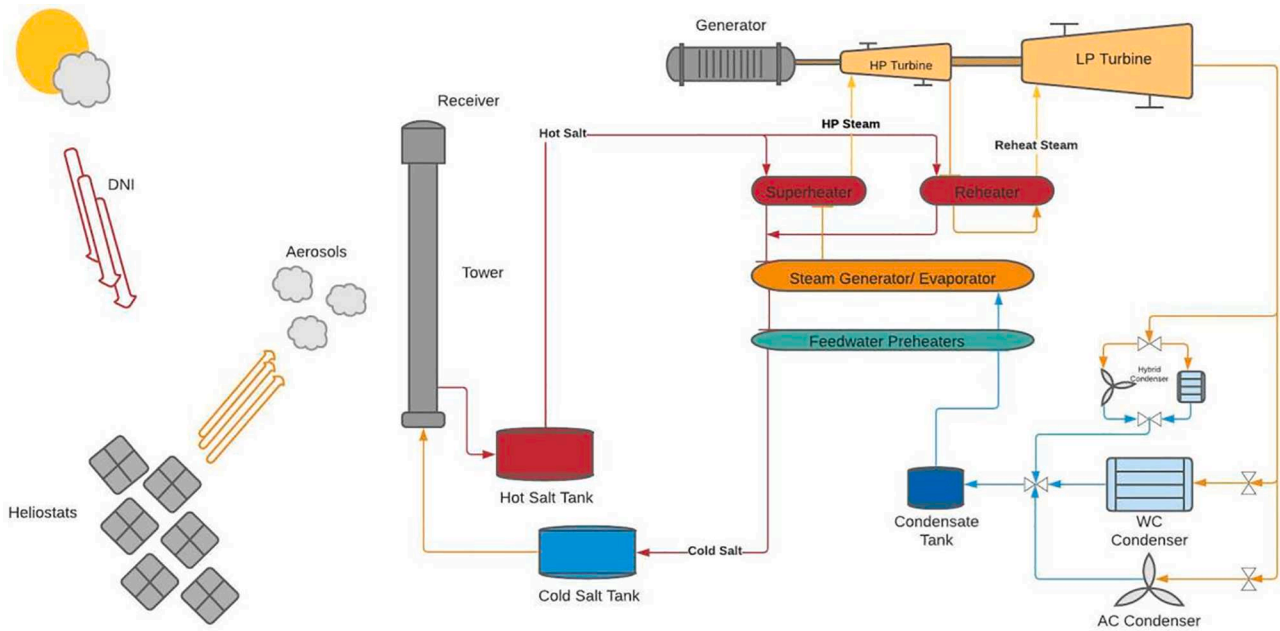 Generator
HP Turbine
LP Turbine
Receiver
HP Steam
Hot Salt
Reheat Steam
DNI
Superheater
Reheater
Aerosols
Tower
Steam Generator/ Evaporator
Feedwater Preheaters
Hybrid
Condenser
Heliostats
Hot Salt Tank
Condensate
Tank
WC
Condenser
Cold Salt
Cold Salt Tank
AC Condenser